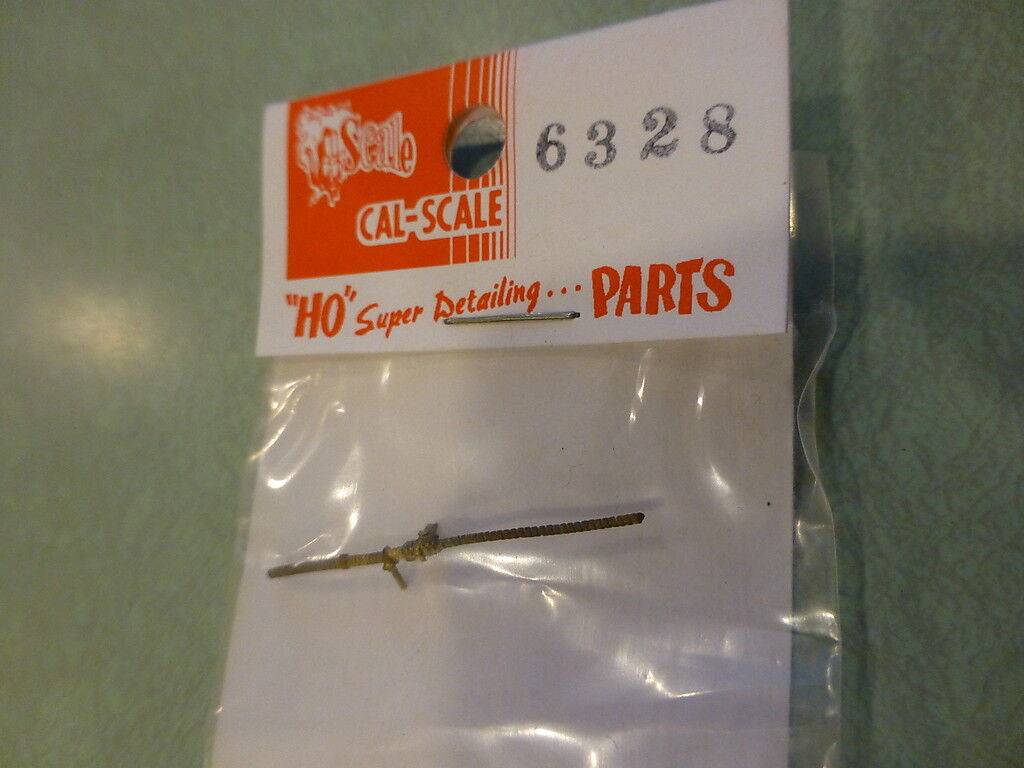 Scale
6328
CAL-SCALE
"HO" Super Detailing... PARTS